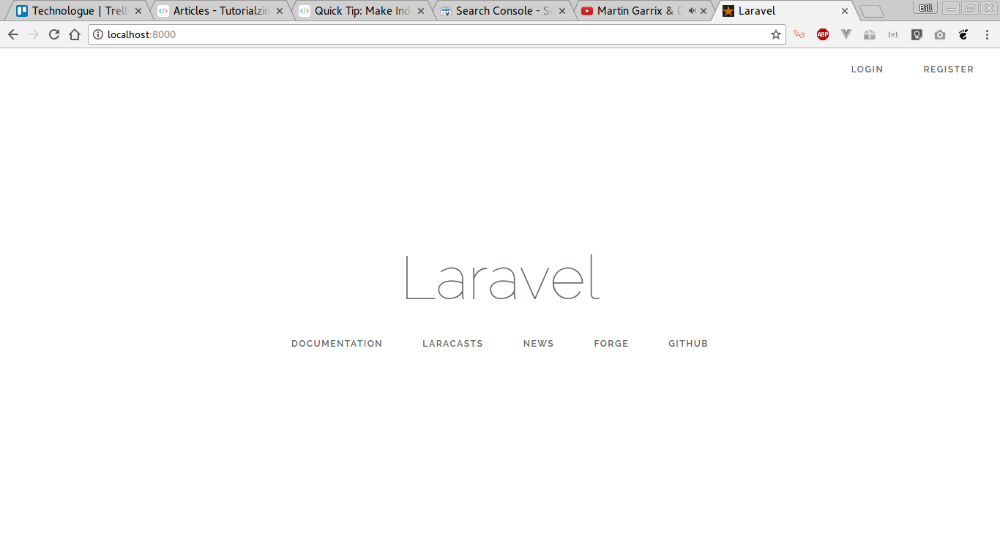 Technologue | Trell
Articles - Tutorialzin
Quick Tip: Make Ind
Search Console - Se
Martin Garrix & D
Laravel
Bill
localhost:8000
ABP
LOGIN REGISTER
Laravel
DOCUMENTATION LARACASTS NEWS FORGE GITHUB